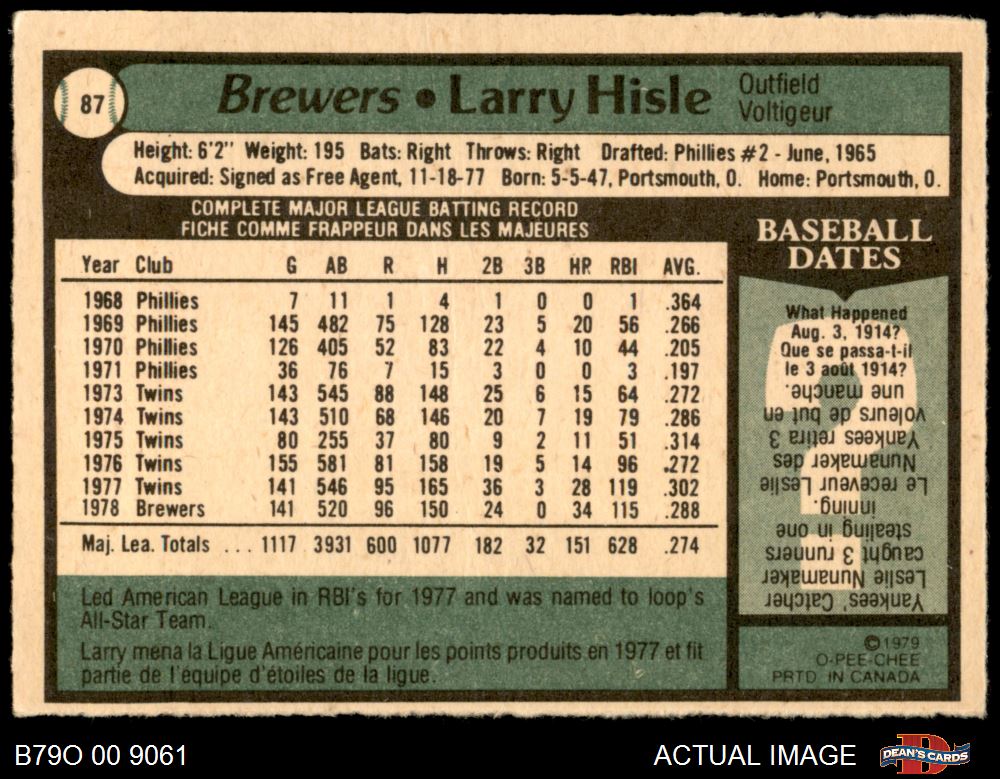 87
Brewers • Larry Hisle
Outfield
Voltigeur
Height: 6'2" Weight: 195 Bats: Right Throws: Right Drafted: Phillies #2 - June, 1965
Acquired: Signed as Free Agent, 11-18-77 Born: 5-5-47, Portsmouth, O. Home: Portsmouth, O.
COMPLETE MAJOR LEAGUE BATTING RECORD
FICHE COMME FRAPPEUR DANS LES MAJEURES
Year Club G AB R H 2B 3B HR RBI AVG.
1968 Phillies 7 11 1 4 1 0 0 1 .364
1969 Phillies 145 482 75 128 23 5 20 56 .266
1970 Phillies 126 405 52 83 22 4 10 44 .205
1971 Phillies 36 76 7 15 3 0 0 3 .197
1973 Twins 143 545 88 148 25 6 15 64 .272
1974 Twins 143 510 68 146 20 7 19 79 .286
1975 Twins 80 255 37 80 9 2 11 51 .314
1976 Twins 155 581 81 158 19 5 14 96 .272
1977 Twins 141 546 95 165 36 3 28 119 .302
1978 Brewers 141 520 96 150 24 0 34 115 .288
Maj. Lea. Totals ... 1117 3931 600 1077 182 32 151 628 .274
Led American League in RBI's for 1977 and was named to loop's
All-Star Team.
Larry mena la Ligue Américaine pour les points produits en 1977 et fit
partie de l'équipe d'étoiles de la ligue.
BASEBALL
DATES
What Happened
Aug. 3, 1914?
Que se passa-t-il
le 3 août 1914?
Yankees' Catcher
Leslie Nunamaker
caught 3 runners
stealing in one
inning.
Le receveur Leslie
Nunamaker des
Yankees retira 3
voleurs de but en
une manche.
©1979
O-PEE-CHEE
PRTD IN CANADA
B79O 00 9061
ACTUAL IMAGE
DEAN'S CARDS